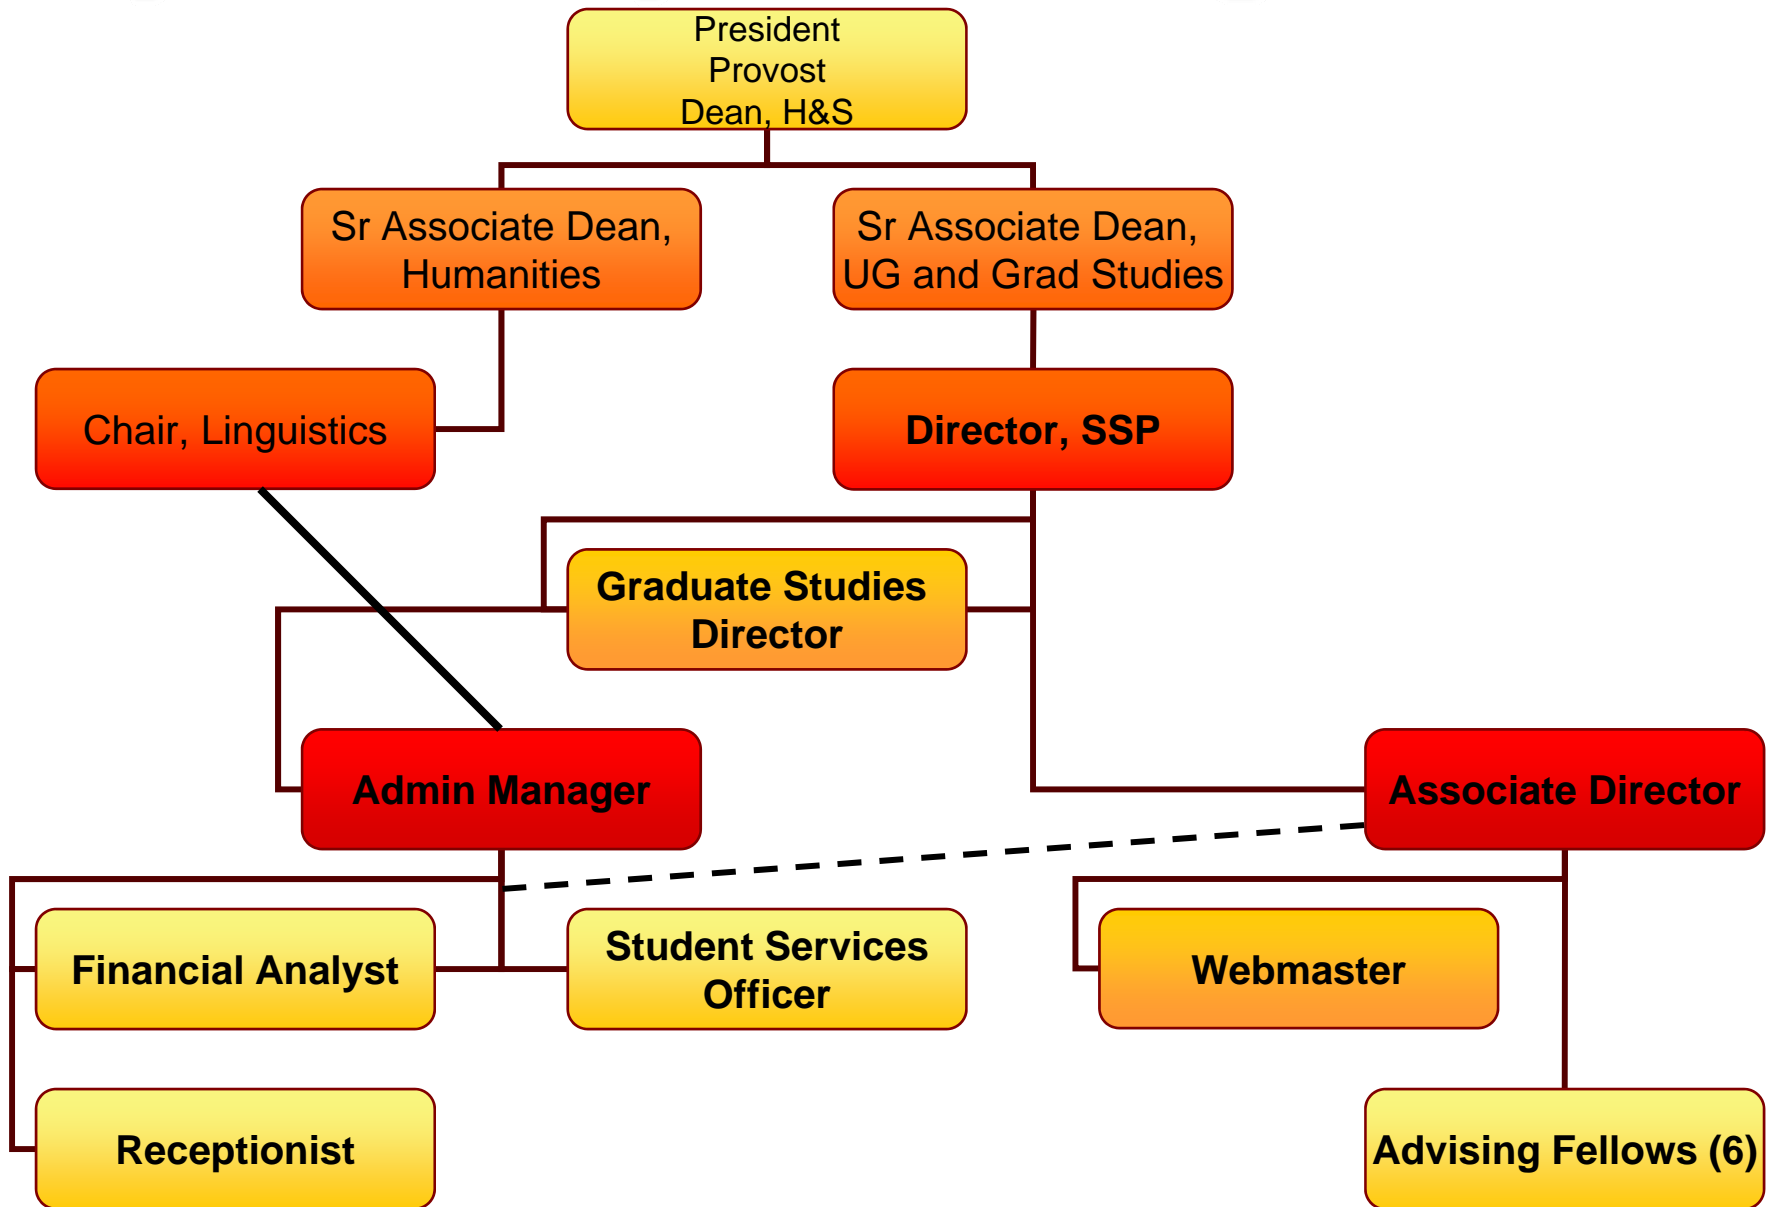 President
Provost
Dean, H&S
Sr Associate Dean,
Humanities
Sr Associate Dean,
UG and Grad Studies
Chair, Linguistics
Director, SSP
Graduate Studies
Director
Admin Manager
Associate Director
Financial Analyst
Student Services
Officer
Webmaster
Receptionist
Advising Fellows (6)